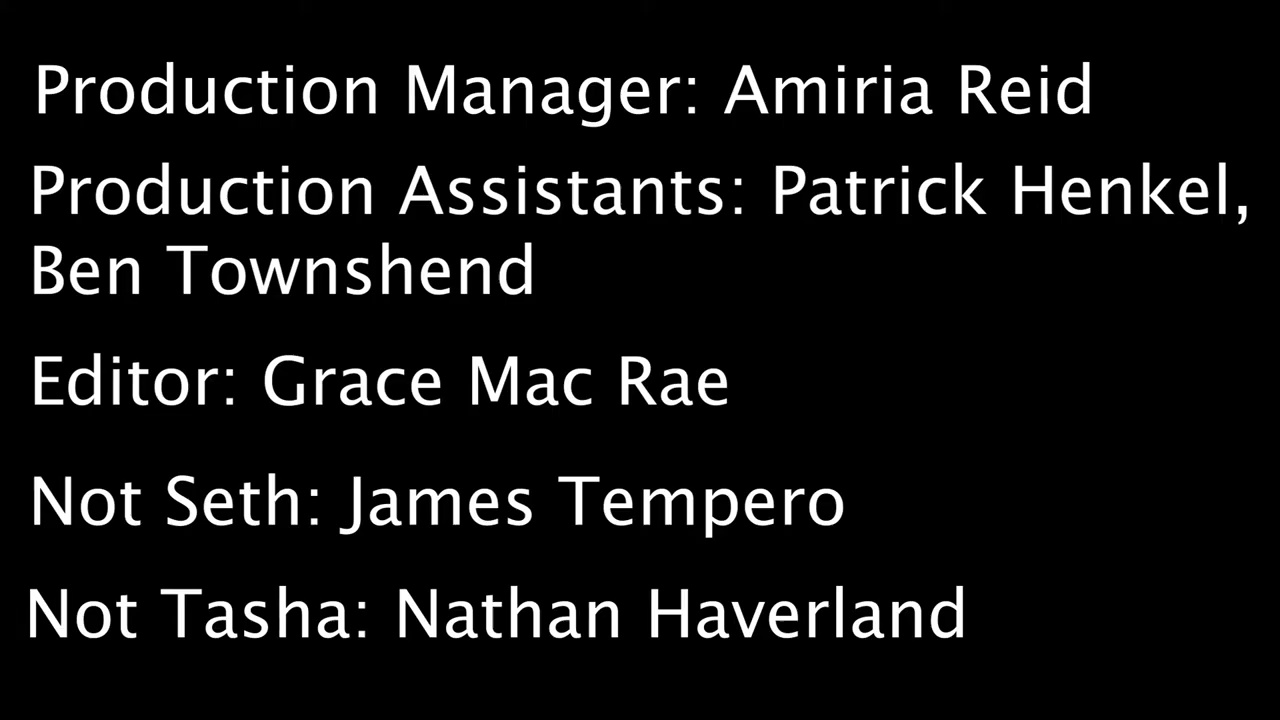 Production Manager: Amiria Reid
Production Assistants: Patrick Henkel,
Ben Townshend
Editor: Grace Mac Rae
Not Seth: James Tempero
Not Tasha: Nathan Haverland